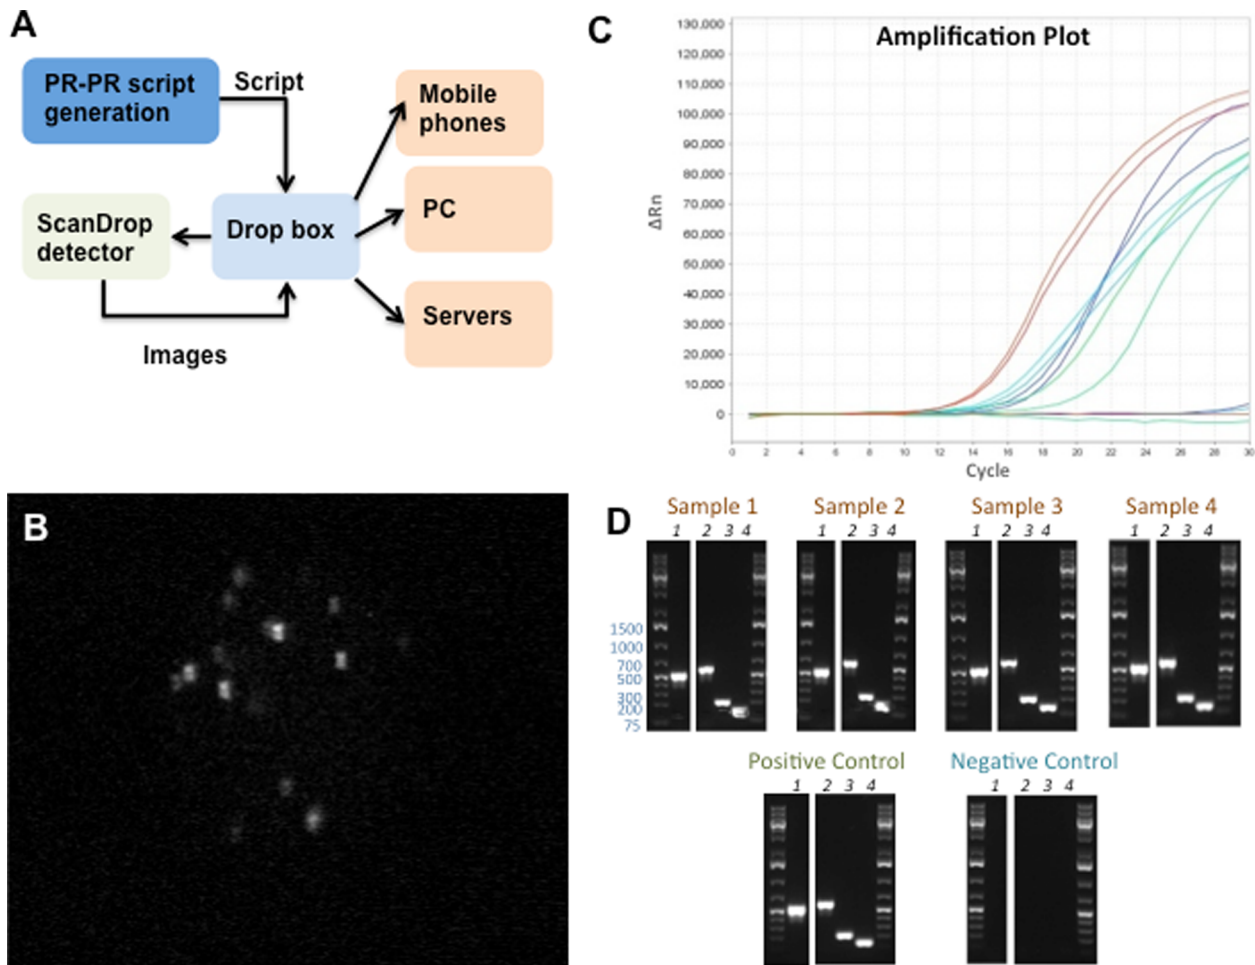 A
PR-PR script
generation
Script
Mobile
phones
ScanDrop
detector
Drop box
PC
Servers
Images
B
C
Amplification Plot
130,000
120,000
110,000
100,000
90,000
80,000
70,000
60,000
50,000
40,000
30,000
20,000
10,000
0
ΔRn
0 2 4 6 8 10 12 14 16 18 20 22 24 26 28 30
Cycle
D
Sample 1 Sample 2 Sample 3 Sample 4
1 2 3 4 1 2 3 4 1 2 3 4 1 2 3 4
1500
1000
700
500
300
200
75
Positive Control Negative Control
1 2 3 4 1 2 3 4